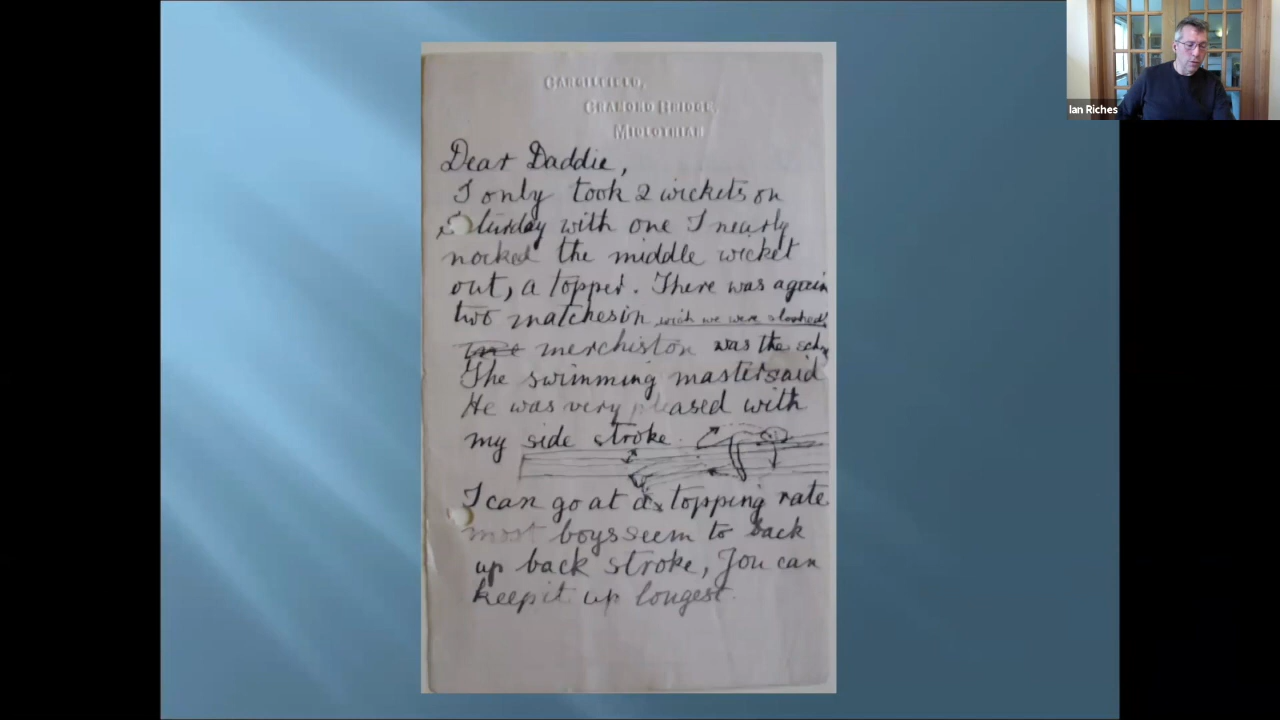 CARGILFIELD,
CRAMOND BRIDGE,
MIDLOTHIAN
Dear Daddie,
I only took 2 wickets on
Saturday with one I nearly
nocked the middle wicket
out, a topper. There was again
two matches in wich we were
merchiston was the
The swimming master said
He was very pleased with
my side stroke.
I can go at a topping rate
most boys seem to back
up back stroke, You can
keep it up longest.
Ian Riches